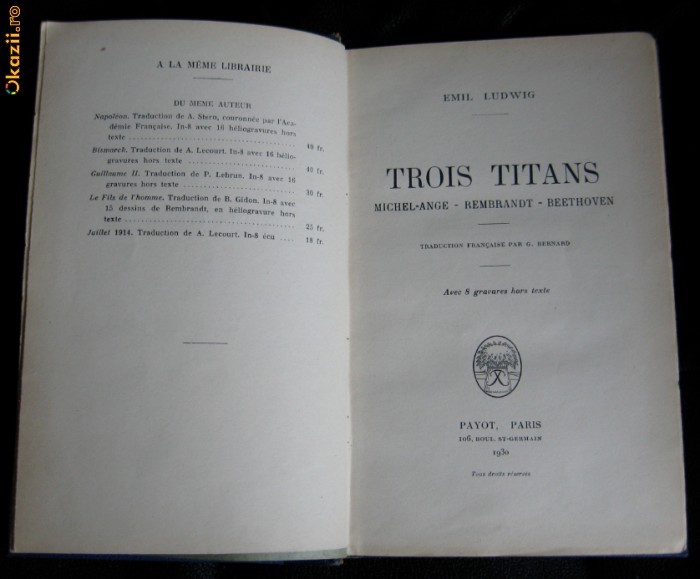 Okazii.ro
A LA MÊME LIBRAIRIE
DU MEME AUTEUR
Napoléon. Traduction de A. Stern, couronnée par l'Aca-
démie Française. In-8 avec 16 héliogravures hors
texte .......................... 40 fr.
Bismarck. Traduction de A. Lecourt. In-8 avec 16 hélio-
gravures hors texte .................. 40 fr.
Guillaume II. Traduction de P. Lebrun. In-8 avec 16
gravures hors texte .................. 30 fr.
Le Fils de l'homme. Traduction de B. Gidon. In-8 avec
15 dessins de Rembrandt, en héliogravure hors
texte .......................... 25 fr.
Juillet 1914. Traduction de A. Lecourt. In-8 écu .... 18 fr.
EMIL LUDWIG
TROIS TITANS
MICHEL-ANGE - REMBRANDT - BEETHOVEN
TRADUCTION FRANÇAISE PAR G. BERNARD
Avec 8 gravures hors texte
PAYOT, PARIS
106, BOUL. ST-GERMAIN
1930
Tous droits réservés